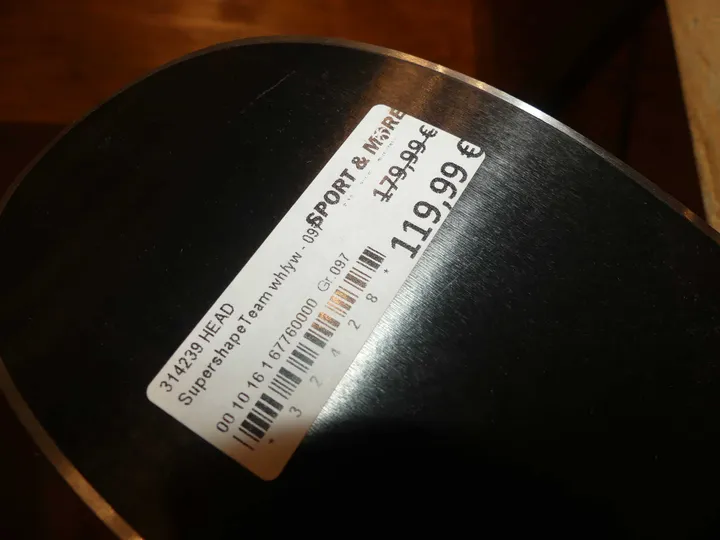 SPORT & MORE
179,99 €
119,99 €
314239 HEAD
SupershapeTeam wh/yw - 097
00 10 16 1 67760000 Gr.097
* 3 2 4 2 8 *